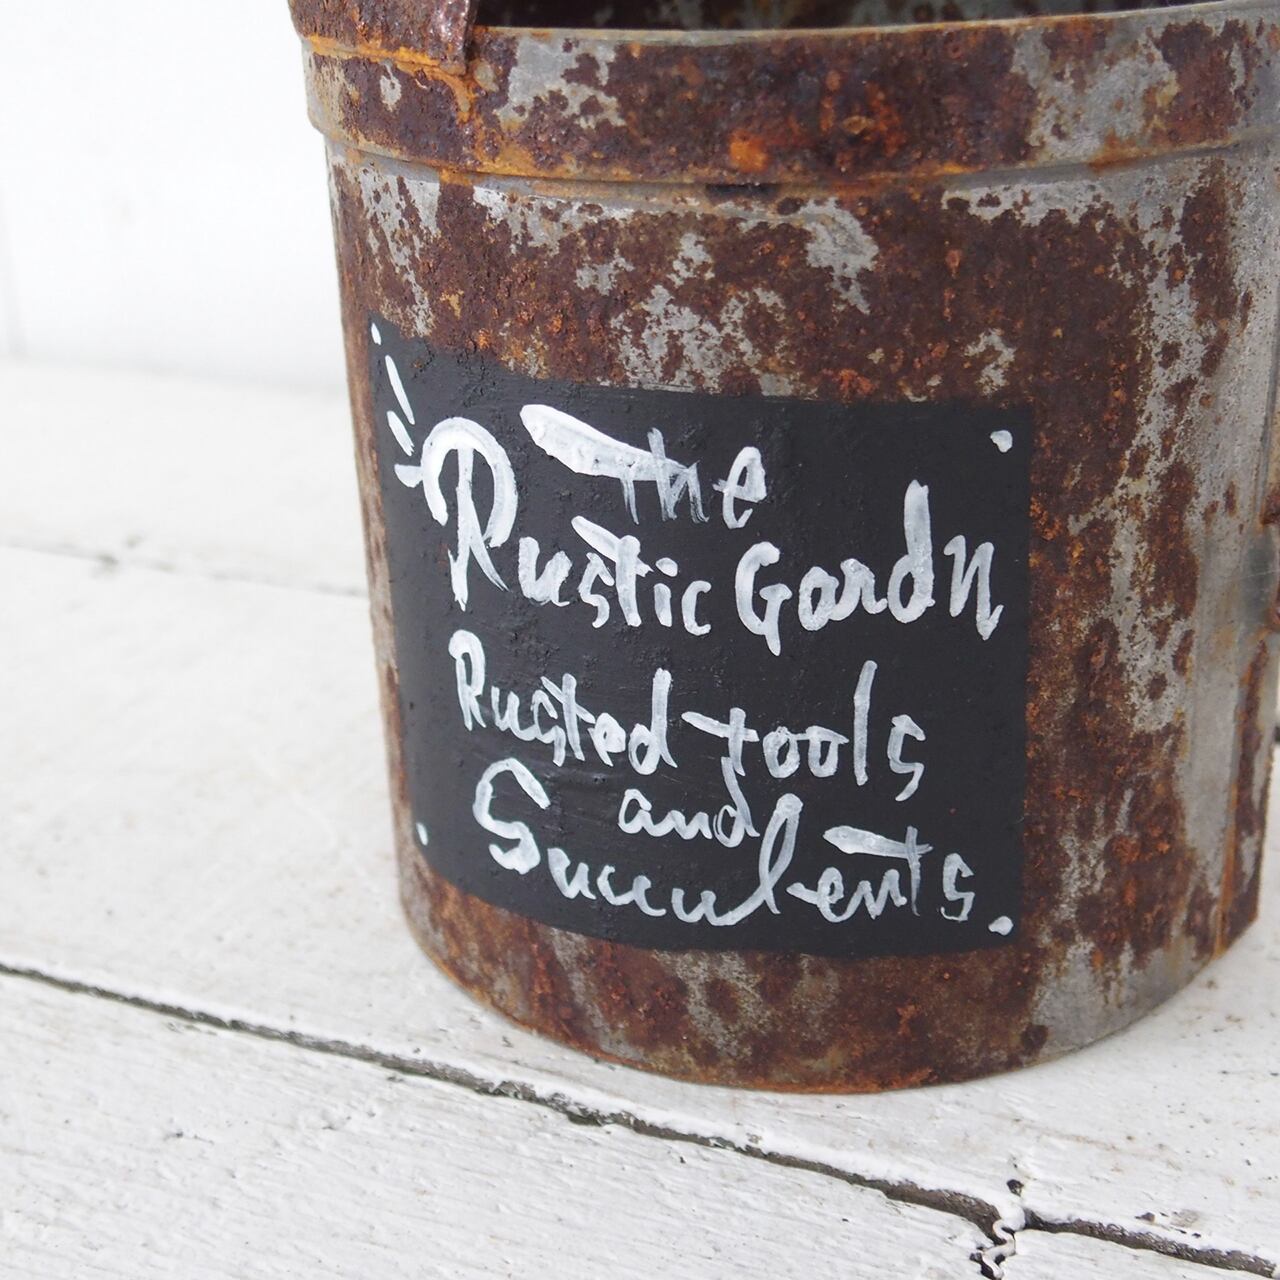 The
Rustic Gardn
Rusted tools
and
Succulents